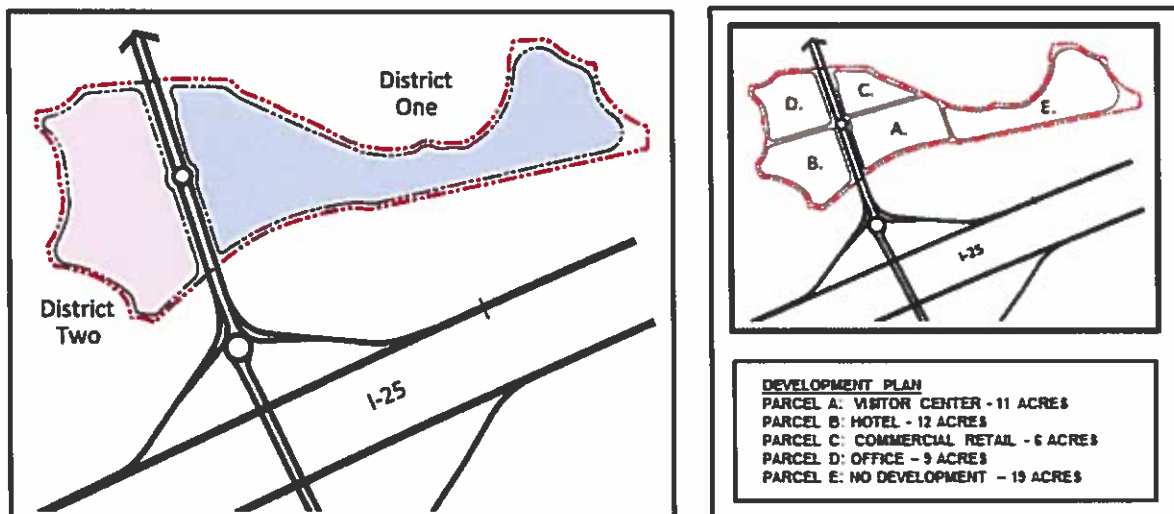 District
One
District
Two
I-25
D.
C.
A.
E.
B.
I-25
DEVELOPMENT PLAN
PARCEL A: VISITOR CENTER - 11 ACRES
PARCEL B: HOTEL - 12 ACRES
PARCEL C: COMMERCIAL RETAIL - 6 ACRES
PARCEL D: OFFICE – 9 ACRES
PARCEL E: NO DEVELOPMENT – 19 ACRES